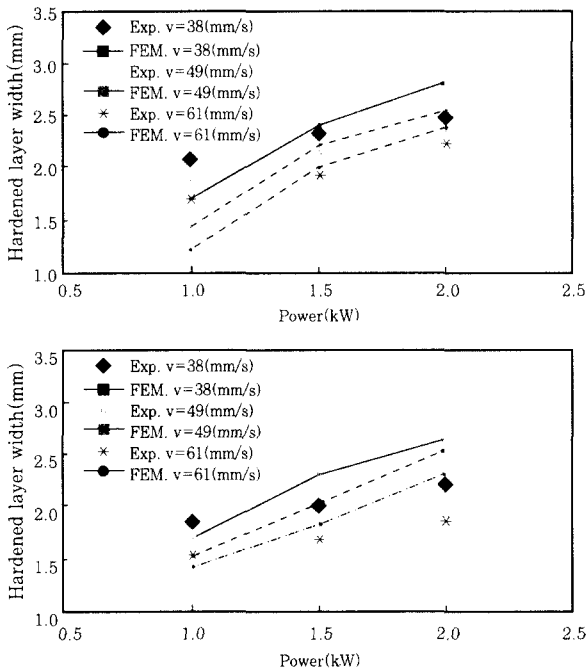 Hardened layer width(mm)
3.5
3.0
2.5
2.0
1.5
1.0
Exp. v=38(mm/s)
FEM. v=38(mm/s)
Exp. v=49(mm/s)
FEM. v=49(mm/s)
Exp. v=61(mm/s)
FEM. v=61(mm/s)
0.5 1.0 1.5 2.0 2.5
Power(kW)
Hardened layer width(mm)
3.5
3.0
2.5
2.0
1.5
1.0
Exp. v=38(mm/s)
FEM. v=38(mm/s)
Exp. v=49(mm/s)
FEM. v=49(mm/s)
Exp. v=61(mm/s)
FEM. v=61(mm/s)
0.5 1.0 1.5 2.0 2.5
Power(kW)